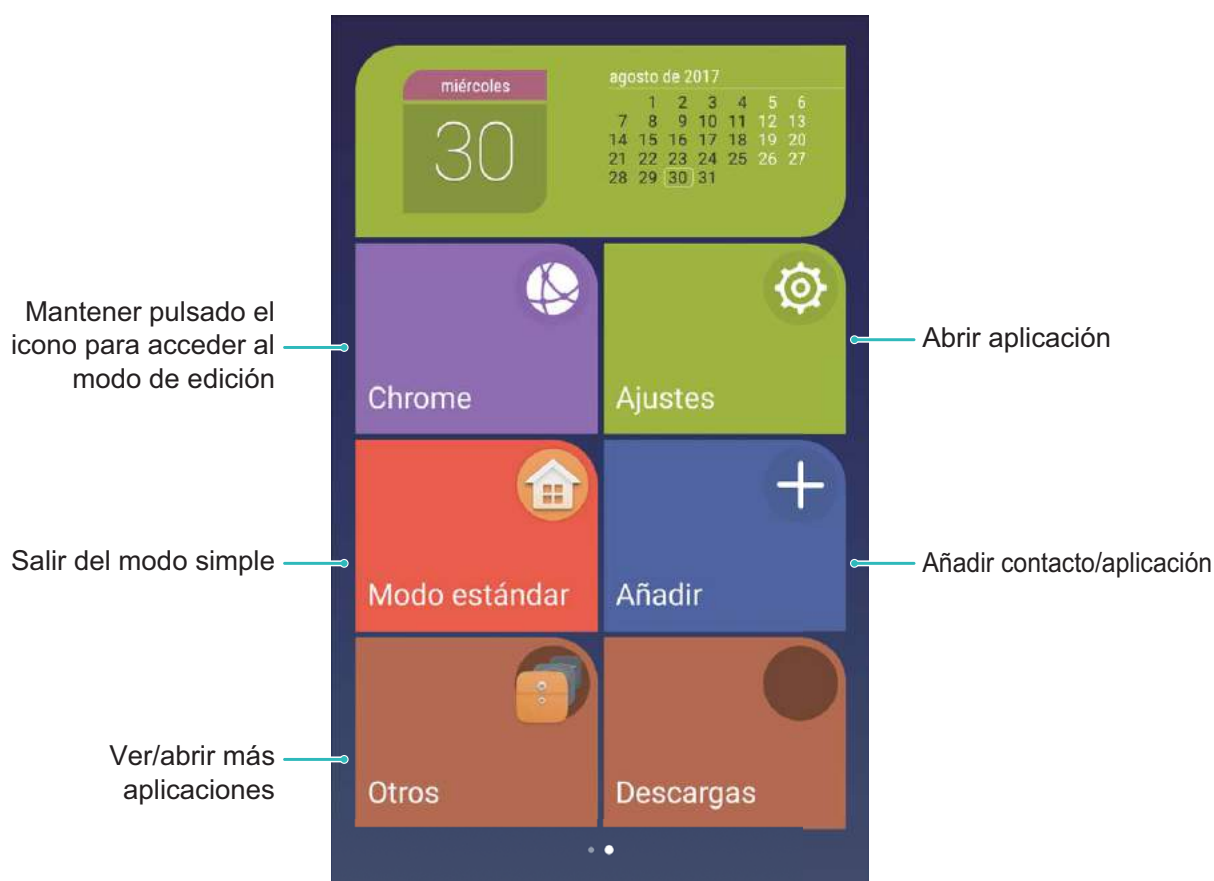 miércoles
30
agosto de 2017
1 2 3 4 5 6
7 8 9 10 11 12 13
14 15 16 17 18 19 20
21 22 23 24 25 26 27
28 29 30 31
Mantener pulsado el
icono para acceder al
modo de edición
Chrome
Ajustes
Abrir aplicación
Salir del modo simple
Modo estándar
Añadir
Añadir contacto/aplicación
Ver/abrir más
aplicaciones
Otros
Descargas